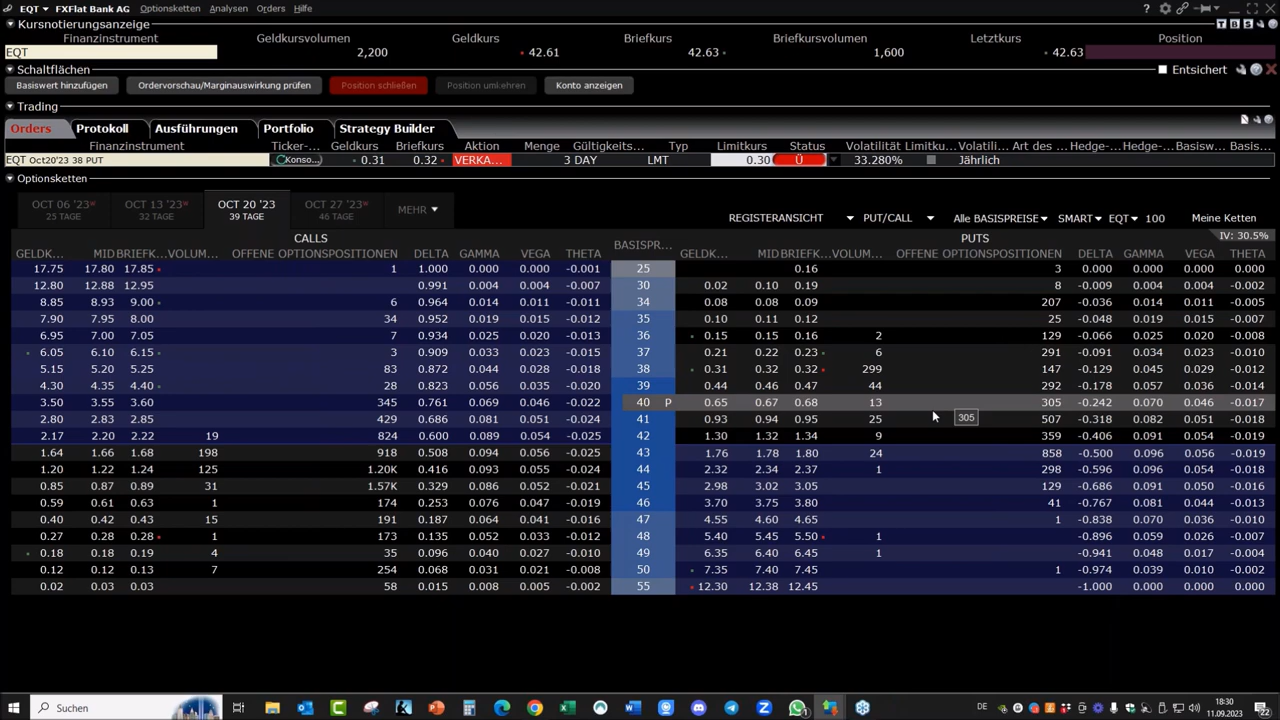 EQT FXFlat Bank AG Optionsketten Analysen Orders Hilfe
Kursnotierungsanzeige
Finanzinstrument Geldkursvolumen Geldkurs Briefkurs Briefkursvolumen Letztkurs Position
EQT 2,200 42.61 42.63 1,600 42.63
Schaltflächen Entsichert
Basiswert hinzufügen Ordervorschau/Marginauswirkung prüfen Position schließen Position umkehren Konto anzeigen
Trading
Orders Protokoll Ausführungen Portfolio Strategy Builder
Finanzinstrument Ticker-... Geldkurs Briefkurs Aktion Menge Gültigkeits... Typ Limitkurs Status Volatilität Limitku... Volatili... Art des ... Hedge-... Hedge-... Basisw... Basis...
EQT Oct20'23 38 PUT Konso... 0.31 0.32 VERKA... 3 DAY LMT 0.30 Ü 33.280% Jährlich
Optionsketten
OCT 06 '23 OCT 13 '23 OCT 20 '23 OCT 27 '23 MEHR
25 TAGE 32 TAGE 39 TAGE 46 TAGE
REGISTERANSICHT PUT/CALL Alle BASISPREISE SMART EQT 100 Meine Ketten
CALLS BASISPR... PUTS IV: 30.5%
GELDK... MID BRIEFK... VOLUM... OFFENE OPTIONSPOSITIONEN DELTA GAMMA VEGA THETA GELDK... MID BRIEFK... VOLUM... OFFENE OPTIONSPOSITIONEN DELTA GAMMA VEGA THETA
17.75 17.80 17.85 1 1.000 0.000 0.000 -0.001 25 0.16 3 0.000 0.000 0.000 0.000
12.80 12.88 12.95 0.991 0.004 0.004 -0.007 30 0.02 0.10 0.19 8 -0.009 0.006 0.004 -0.002
8.85 8.93 9.00 6 0.964 0.014 0.011 -0.011 34 0.08 0.08 0.09 207 -0.036 0.014 0.011 -0.005
7.90 7.95 8.00 34 0.952 0.019 0.015 -0.012 35 0.10 0.11 0.12 25 -0.048 0.019 0.015 -0.007
6.95 7.00 7.05 7 0.934 0.025 0.020 -0.013 36 0.15 0.15 0.16 2 129 -0.066 0.025 0.020 -0.008
6.05 6.10 6.15 3 0.909 0.033 0.023 -0.015 37 0.21 0.22 0.23 6 291 -0.091 0.034 0.023 -0.010
5.15 5.20 5.25 83 0.872 0.044 0.028 -0.018 38 0.31 0.32 0.32 299 147 -0.129 0.045 0.030 -0.012
4.30 4.35 4.40 28 0.823 0.056 0.035 -0.020 39 0.44 0.46 0.47 44 292 -0.178 0.057 0.038 -0.014
3.50 3.55 3.60 345 0.761 0.069 0.046 -0.022 40 P 0.65 0.67 0.68 13 305 -0.242 0.070 0.046 -0.017
2.80 2.83 2.85 429 0.686 0.081 0.051 -0.024 41 0.93 0.94 0.95 25 507 -0.318 0.082 0.051 -0.018
305
2.17 2.20 2.22 19 824 0.600 0.089 0.054 -0.025 42 1.30 1.32 1.34 9 359 -0.406 0.091 0.054 -0.019
1.64 1.66 1.68 198 918 0.508 0.094 0.056 -0.025 43 1.76 1.78 1.80 24 858 -0.500 0.096 0.056 -0.019
1.20 1.22 1.24 125 1.20K 0.416 0.093 0.055 -0.024 44 2.32 2.34 2.37 1 298 -0.596 0.096 0.054 -0.018
0.85 0.87 0.89 31 1.57K 0.329 0.086 0.052 -0.021 45 2.98 3.02 3.05 129 -0.686 0.091 0.050 -0.016
0.59 0.61 0.63 1 174 0.253 0.076 0.047 -0.019 46 3.70 3.75 3.80 41 -0.767 0.081 0.044 -0.013
0.40 0.42 0.43 15 191 0.187 0.064 0.041 -0.016 47 4.55 4.60 4.65 1 -0.838 0.070 0.036 -0.010
0.27 0.28 0.28 1 173 0.135 0.052 0.033 -0.012 48 5.40 5.45 5.50 1 -0.896 0.059 0.026 -0.007
0.18 0.18 0.19 4 35 0.096 0.040 0.027 -0.010 49 6.35 6.40 6.45 1 -0.941 0.048 0.017 -0.004
0.12 0.12 0.13 7 254 0.068 0.031 0.021 -0.008 50 7.35 7.40 7.45 1 -0.974 0.039 0.010 -0.002
0.02 0.03 0.03 58 0.015 0.008 0.005 -0.002 55 12.30 12.38 12.45 -1.000 0.000 0.000 0.000
Suchen DE 18:30
11.09.2023 22